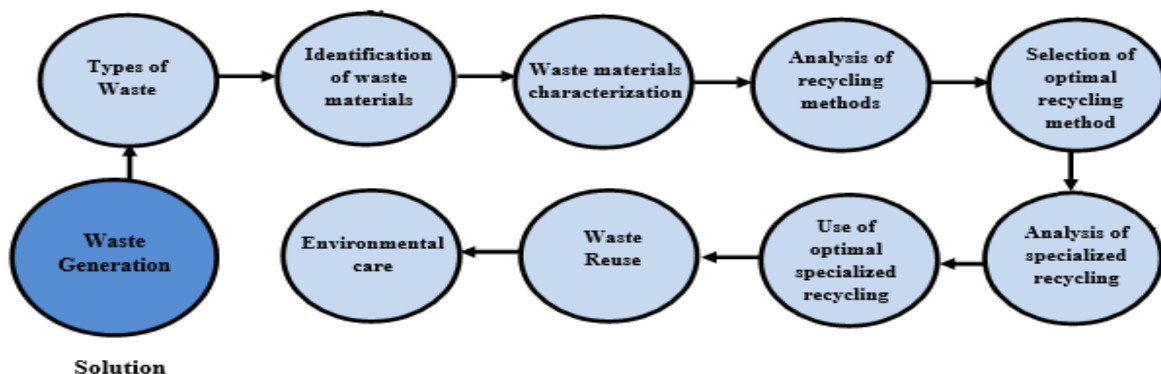 Types of
Waste
Identification
of waste
materials
Waste materials
characterization
Analysis of
recycling
methods
Selection of
optimal
recycling
method
Waste
Generation
Environmental
care
Waste
Reuse
Use of
optimal
specialized
recycling
Analysis of
specialized
recycling
Solution